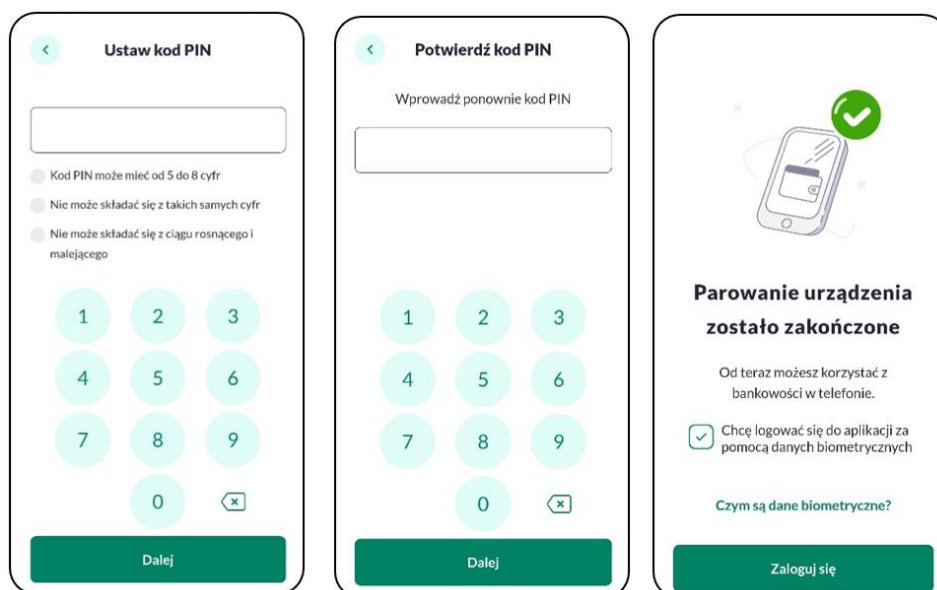 Ustaw kod PIN
Kod PIN może mieć od 5 do 8 cyfr
Nie może składać się z takich samych cyfr
Nie może składać się z ciągu rosnącego i
malejącego
1 2 3
4 5 6
7 8 9
0
Dalej
Potwierdź kod PIN
Wprowadź ponownie kod PIN
1 2 3
4 5 6
7 8 9
0
Dalej
Parowanie urządzenia
zostało zakończone
Od teraz możesz korzystać z
bankowości w telefonie.
Chcę logować się do aplikacji za
pomocą danych biometrycznych
Czym są dane biometryczne?
Zaloguj się